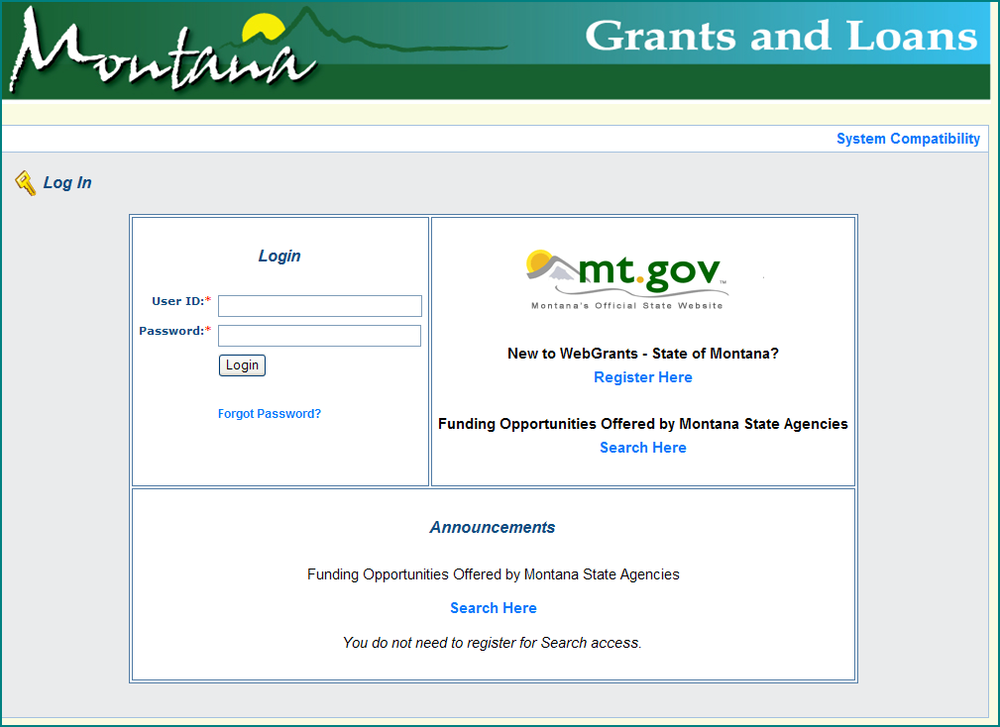 Montana
Grants and Loans
System Compatibility
Log In
Login
User ID:*
Password:*
Login
Forgot Password?
mt.gov™
Montana's Official State Website
New to WebGrants - State of Montana?
Register Here
Funding Opportunities Offered by Montana State Agencies
Search Here
Announcements
Funding Opportunities Offered by Montana State Agencies
Search Here
You do not need to register for Search access.